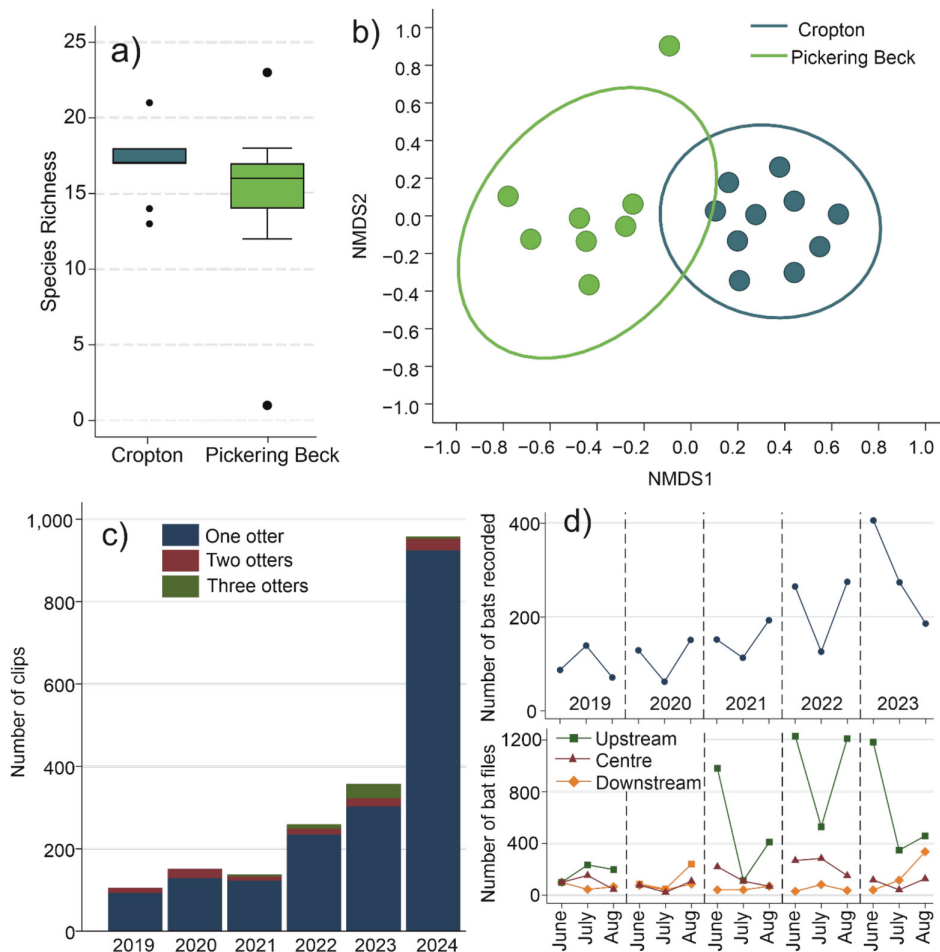 a)
Species Richness
25
20
15
10
5
0
Cropton Pickering Beck
b)
Cropton
Pickering Beck
NMDS2
1.0
0.8
0.6
0.4
0.2
0.0
−0.2
−0.4
−0.6
−0.8
−1.0
−1.0 −0.8 −0.6 −0.4 −0.2 0.0 0.2 0.4 0.6 0.8 1.0
NMDS1
c)
One otter
Two otters
Three otters
Number of clips
1,000
800
600
400
200
0
2019 2020 2021 2022 2023 2024
d)
Number of bats recorded
400
200
0
2019 2020 2021 2022 2023
Upstream
Centre
Downstream
Number of bat files
1200
800
400
0
June July Aug June July Aug June July Aug June July Aug June July Aug